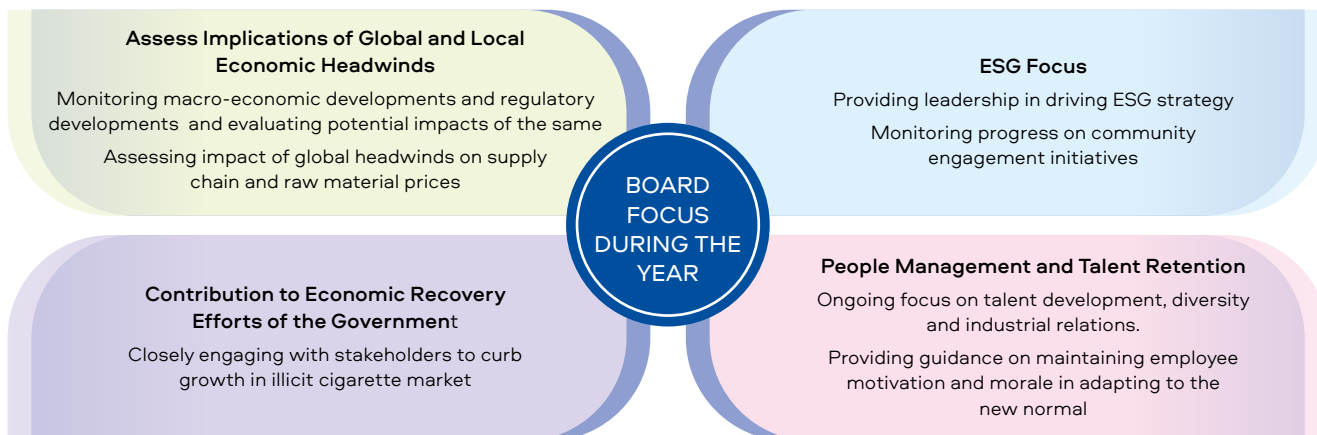 Assess Implications of Global and Local
Economic Headwinds
Monitoring macro-economic developments and regulatory
developments and evaluating potential impacts of the same
Assessing impact of global headwinds on supply
chain and raw material prices
ESG Focus
Providing leadership in driving ESG strategy
Monitoring progress on community
engagement initiatives
BOARD
FOCUS
DURING THE
YEAR
Contribution to Economic Recovery
Efforts of the Government
Closely engaging with stakeholders to curb
growth in illicit cigarette market
People Management and Talent Retention
Ongoing focus on talent development, diversity
and industrial relations.
Providing guidance on maintaining employee
motivation and morale in adapting to the
new normal